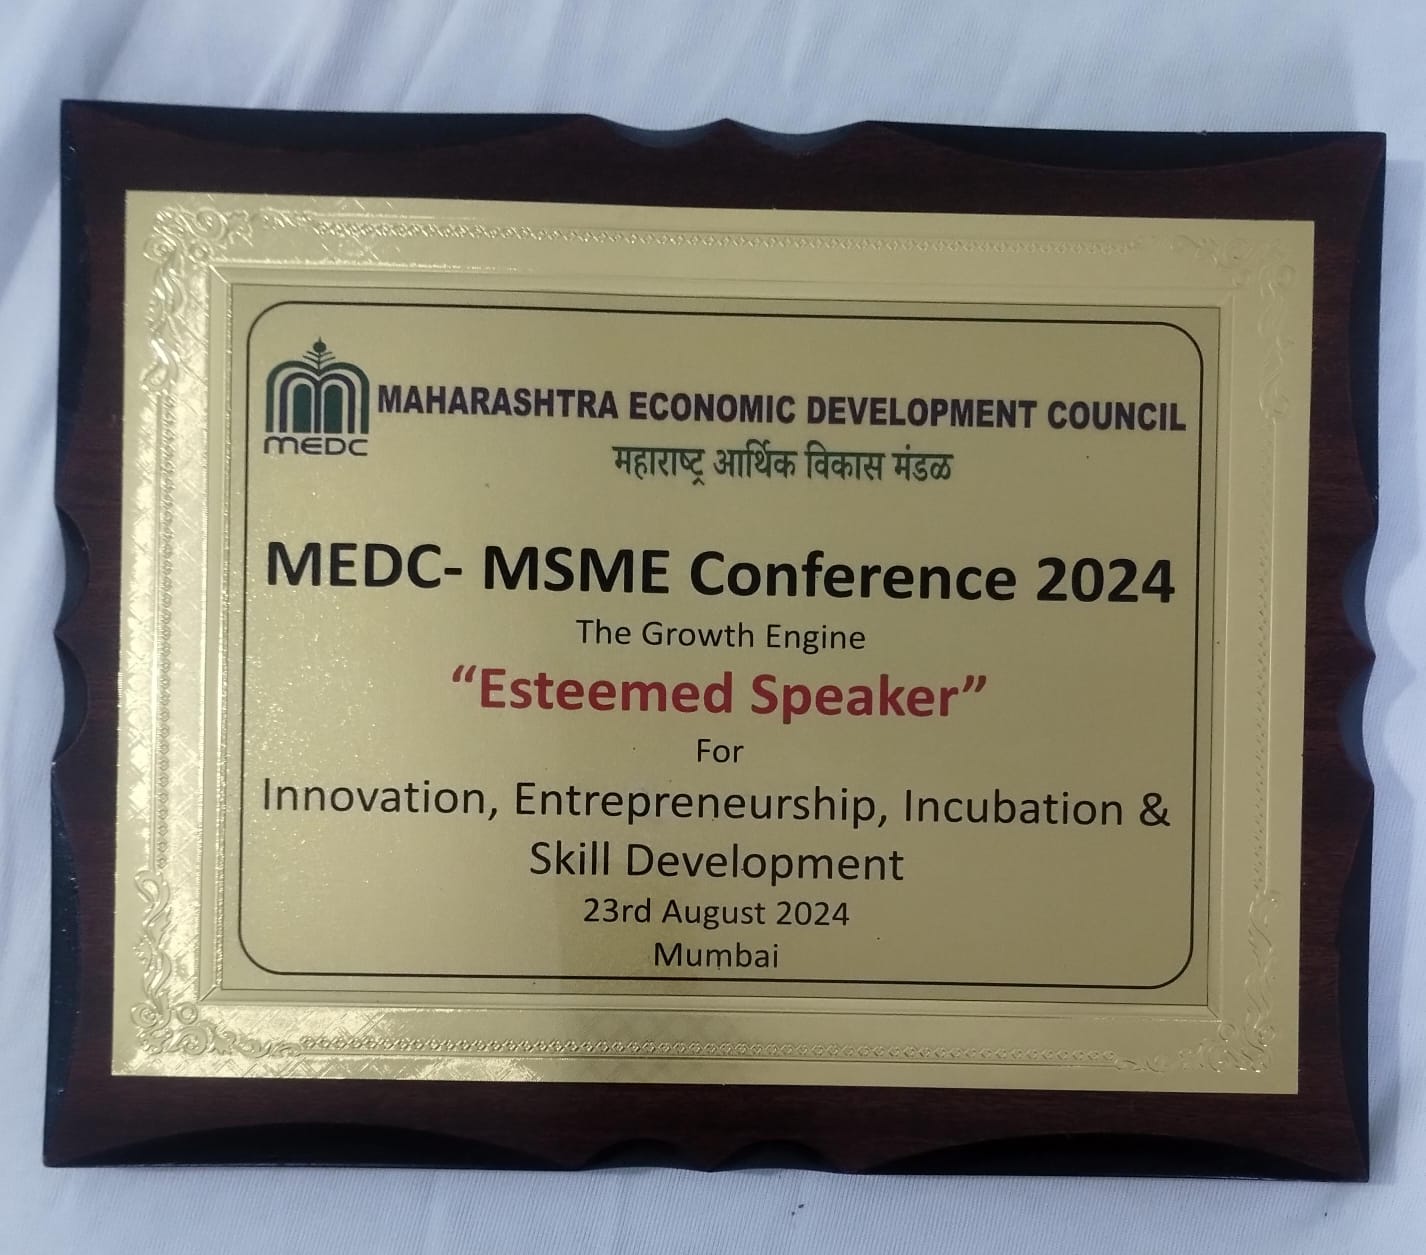 MEDC
MAHARASHTRA ECONOMIC DEVELOPMENT COUNCIL
महाराष्ट्र आर्थिक विकास मंडळ
MEDC- MSME Conference 2024
The Growth Engine
“Esteemed Speaker”
For
Innovation, Entrepreneurship, Incubation &
Skill Development
23rd August 2024
Mumbai